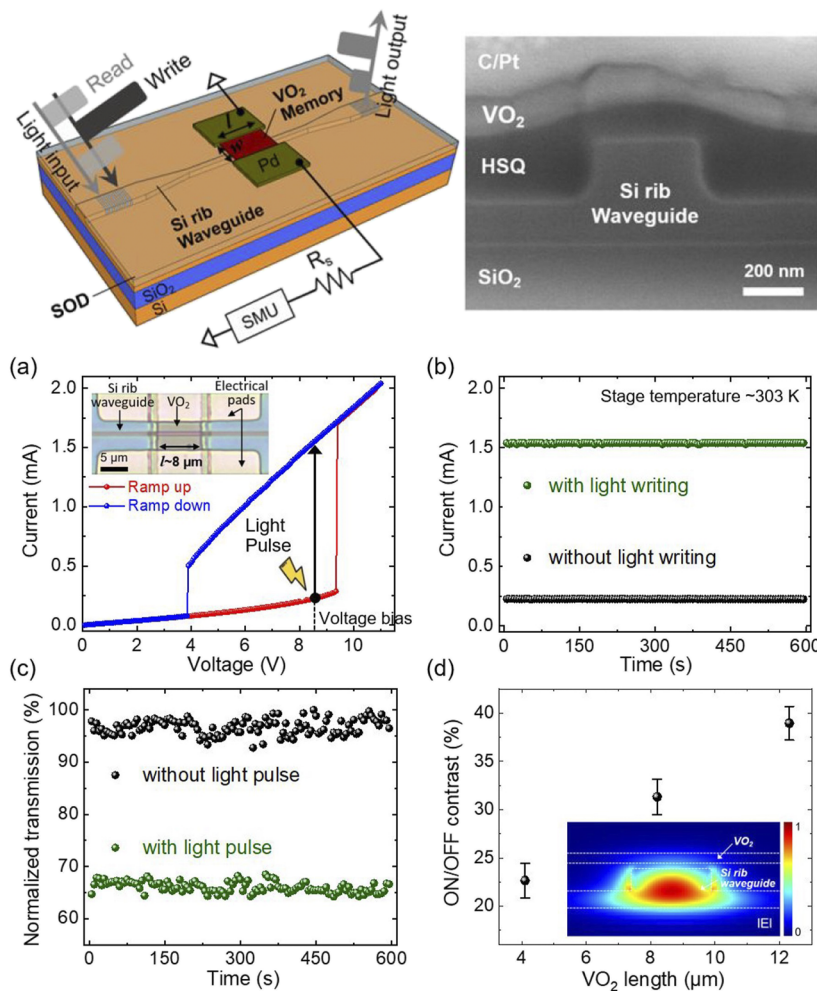 Read
Write
Light input
Light output
VO₂
Memory
l
w
Pd
Si rib
Waveguide
SOD
SiO₂
Si
SMU
Rs
C/Pt
VO₂
HSQ
Si rib
Waveguide
SiO₂
200 nm
(a)
2.0
1.5
1.0
0.5
0.0
Current (mA)
Si rib
waveguide
VO₂
Electrical
pads
5 µm
l~8 µm
Ramp up
Ramp down
Light
Pulse
Voltage bias
0 2 4 6 8 10
Voltage (V)
(b)
Stage temperature ~303 K
2.0
1.5
1.0
0.5
0.0
Current (mA)
with light writing
without light writing
0 150 300 450 600
Time (s)
(c)
100
95
90
85
80
75
70
65
60
Normalized transmission (%)
without light pulse
with light pulse
0 150 300 450 600
Time (s)
(d)
40
35
30
25
20
ON/OFF contrast (%)
VO₂
Si rib
waveguide
|E|
1
0
4 6 8 10 12
VO₂ length (µm)